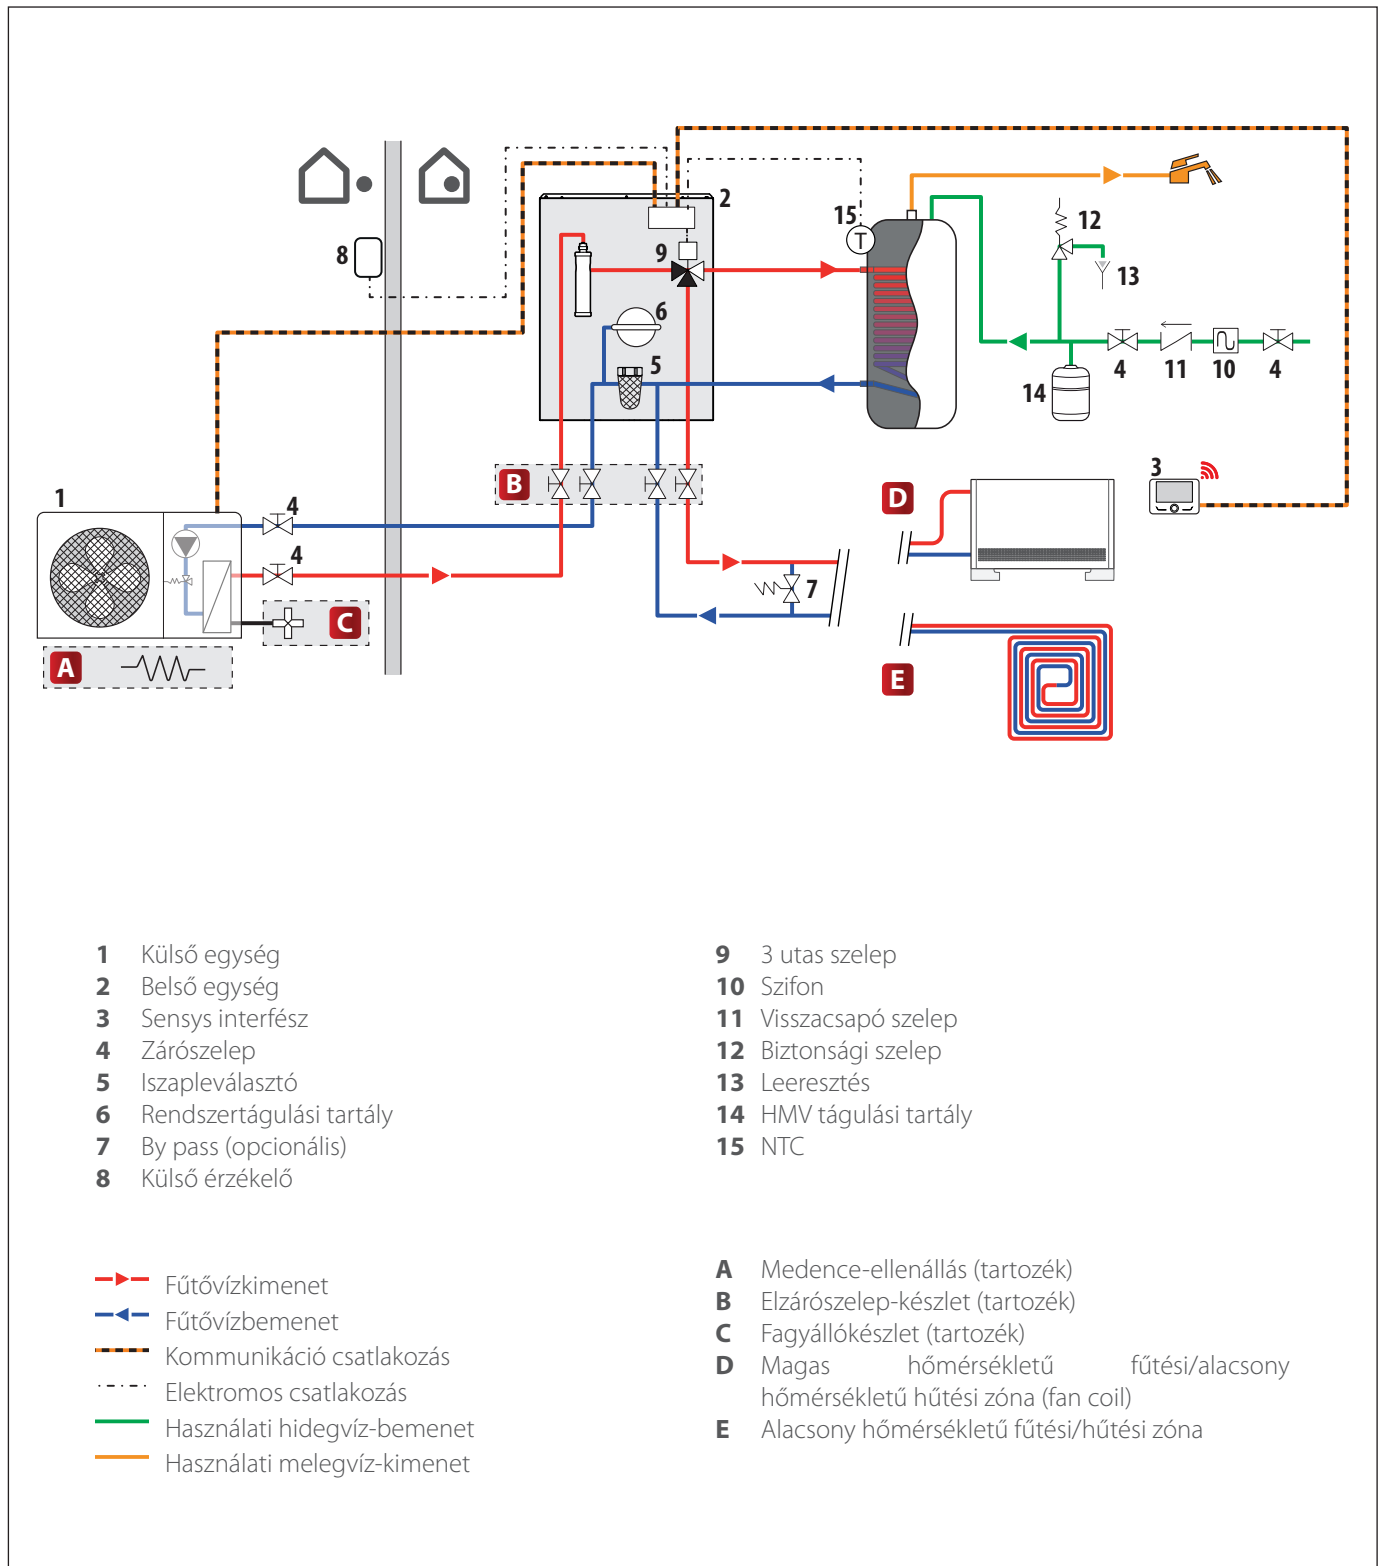 2
15
T
12
13
9
8
6
5
4
11
10
4
14
3
B
D
1
4
4
7
C
A
E
1 Külső egység
2 Belső egység
3 Sensys interfész
4 Zárószelep
5 Iszapleválasztó
6 Rendszertágulási tartály
7 By pass (opcionális)
8 Külső érzékelő
9 3 utas szelep
10 Szifon
11 Visszacsapó szelep
12 Biztonsági szelep
13 Leeresztés
14 HMV tágulási tartály
15 NTC
Fűtővízkimenet
Fűtővízbemenet
Kommunikáció csatlakozás
Elektromos csatlakozás
Használati hidegvíz-bemenet
Használati melegvíz-kimenet
A Medence-ellenállás (tartozék)
B Elzárószelep-készlet (tartozék)
C Fagyállókészlet (tartozék)
D Magas hőmérsékletű fűtési/alacsony
hőmérsékletű hűtési zóna (fan coil)
E Alacsony hőmérsékletű fűtési/hűtési zóna